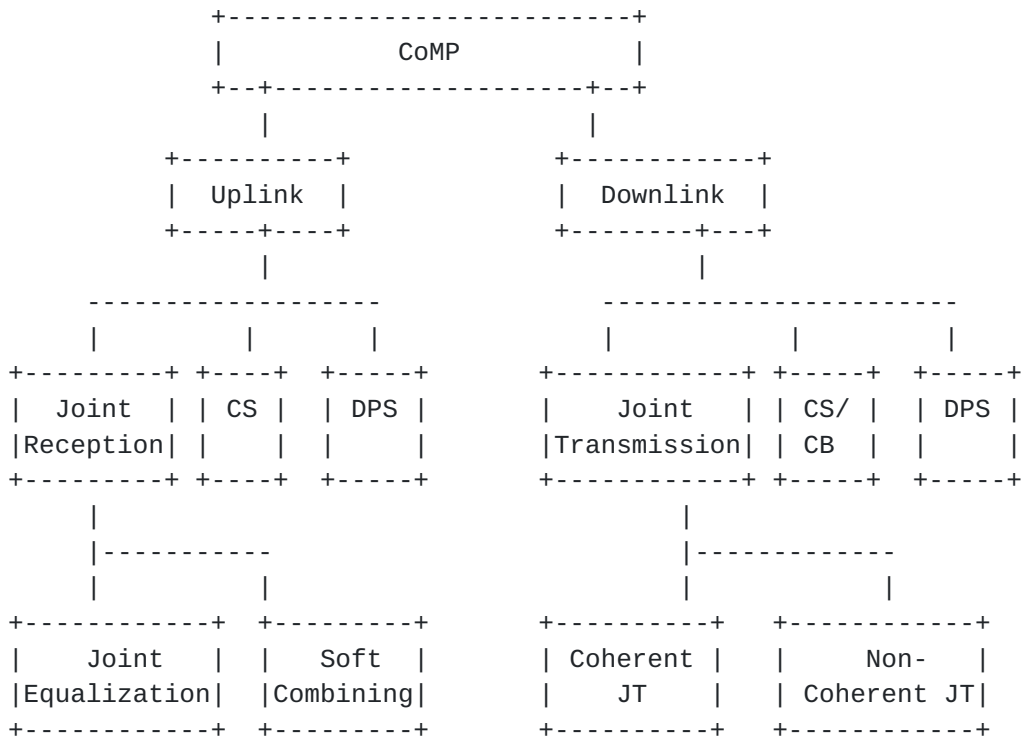 CoMP
Uplink Downlink
Joint CS DPS Joint CS/ DPS
Reception Transmission CB
Joint Soft Coherent Non-
Equalization Combining JT Coherent JT